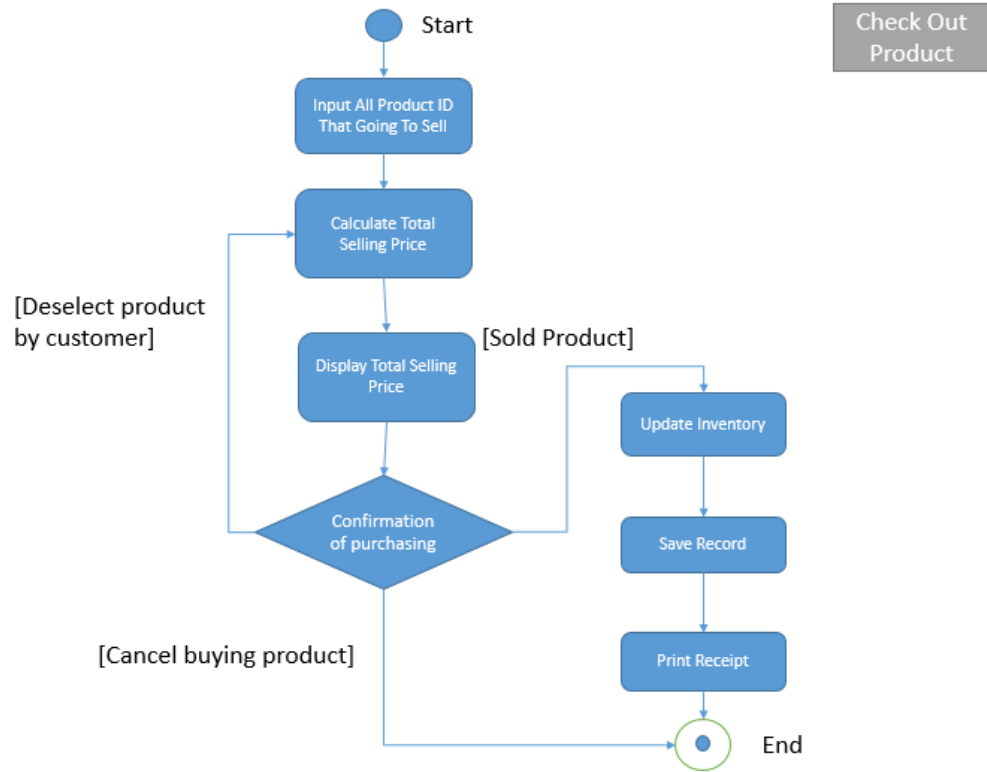 Start
Check Out
Product
Input All Product ID
That Going To Sell
Calculate Total
Selling Price
[Deselect product
by customer]
[Sold Product]
Display Total Selling
Price
Update Inventory
Confirmation
of purchasing
Save Record
[Cancel buying product]
Print Receipt
End